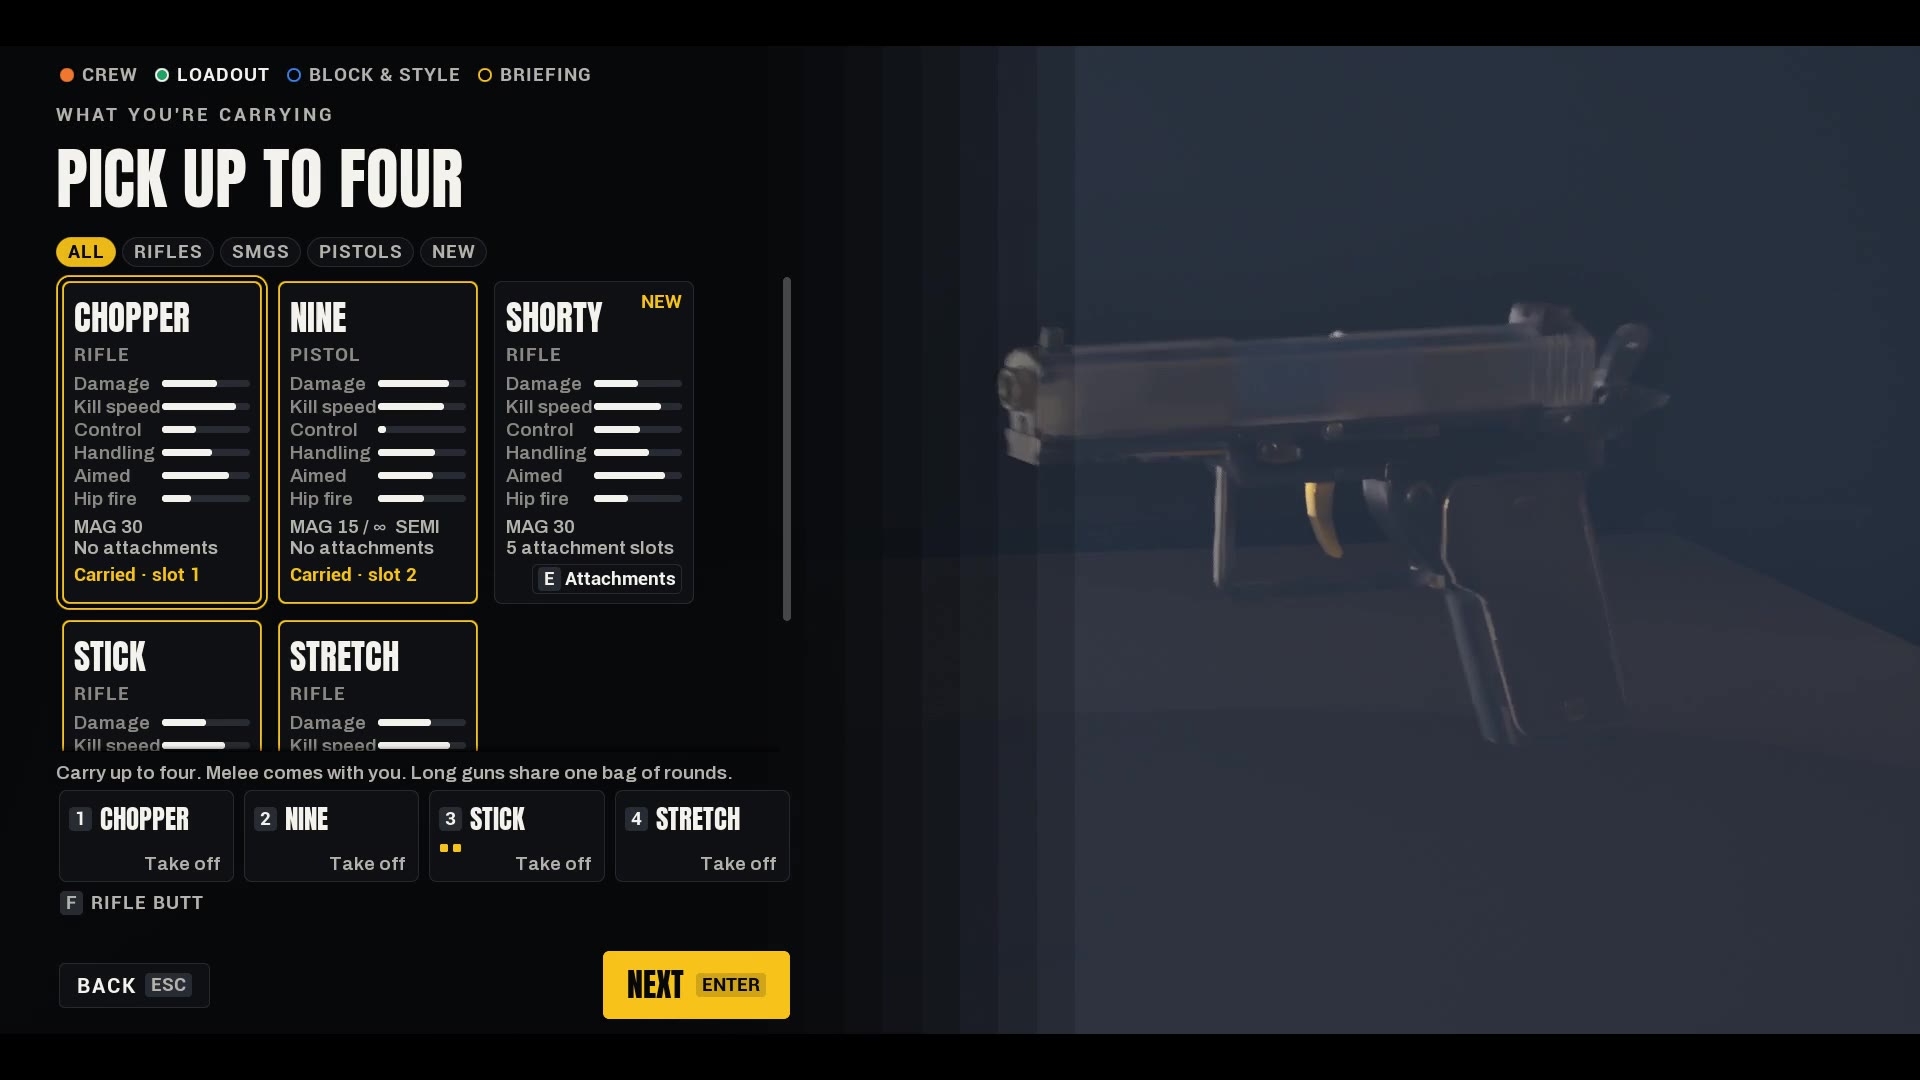 CREW LOADOUT BLOCK & STYLE BRIEFING
WHAT YOU'RE CARRYING
PICK UP TO FOUR
ALL RIFLES SMGS PISTOLS NEW
CHOPPER
RIFLE
Damage
Kill speed
Control
Handling
Aimed
Hip fire
MAG 30
No attachments
Carried · slot 1
NINE
PISTOL
Damage
Kill speed
Control
Handling
Aimed
Hip fire
MAG 15 / ∞ SEMI
No attachments
Carried · slot 2
SHORTY NEW
RIFLE
Damage
Kill speed
Control
Handling
Aimed
Hip fire
MAG 30
5 attachment slots
E Attachments
STICK
RIFLE
Damage
Kill speed
STRETCH
RIFLE
Damage
Kill speed
Carry up to four. Melee comes with you. Long guns share one bag of rounds.
1 CHOPPER
Take off
2 NINE
Take off
3 STICK
Take off
4 STRETCH
Take off
F RIFLE BUTT
BACK ESC
NEXT ENTER